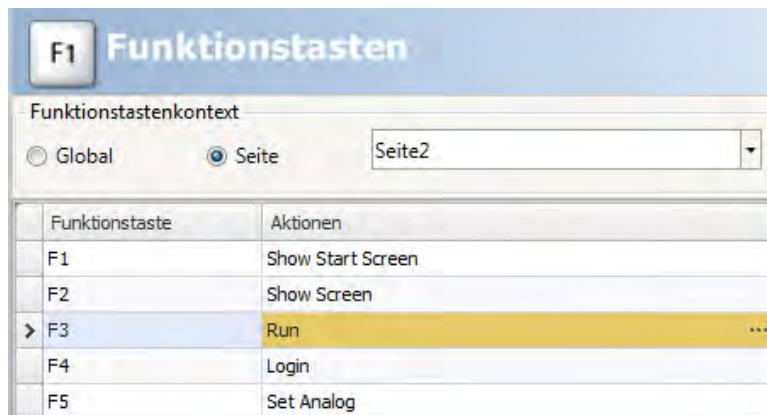 F1 Funktionstasten
Funktionstastenkontext
Global Seite Seite2
Funktionstaste Aktionen
F1 Show Start Screen
F2 Show Screen
F3 Run ...
F4 Login
F5 Set Analog